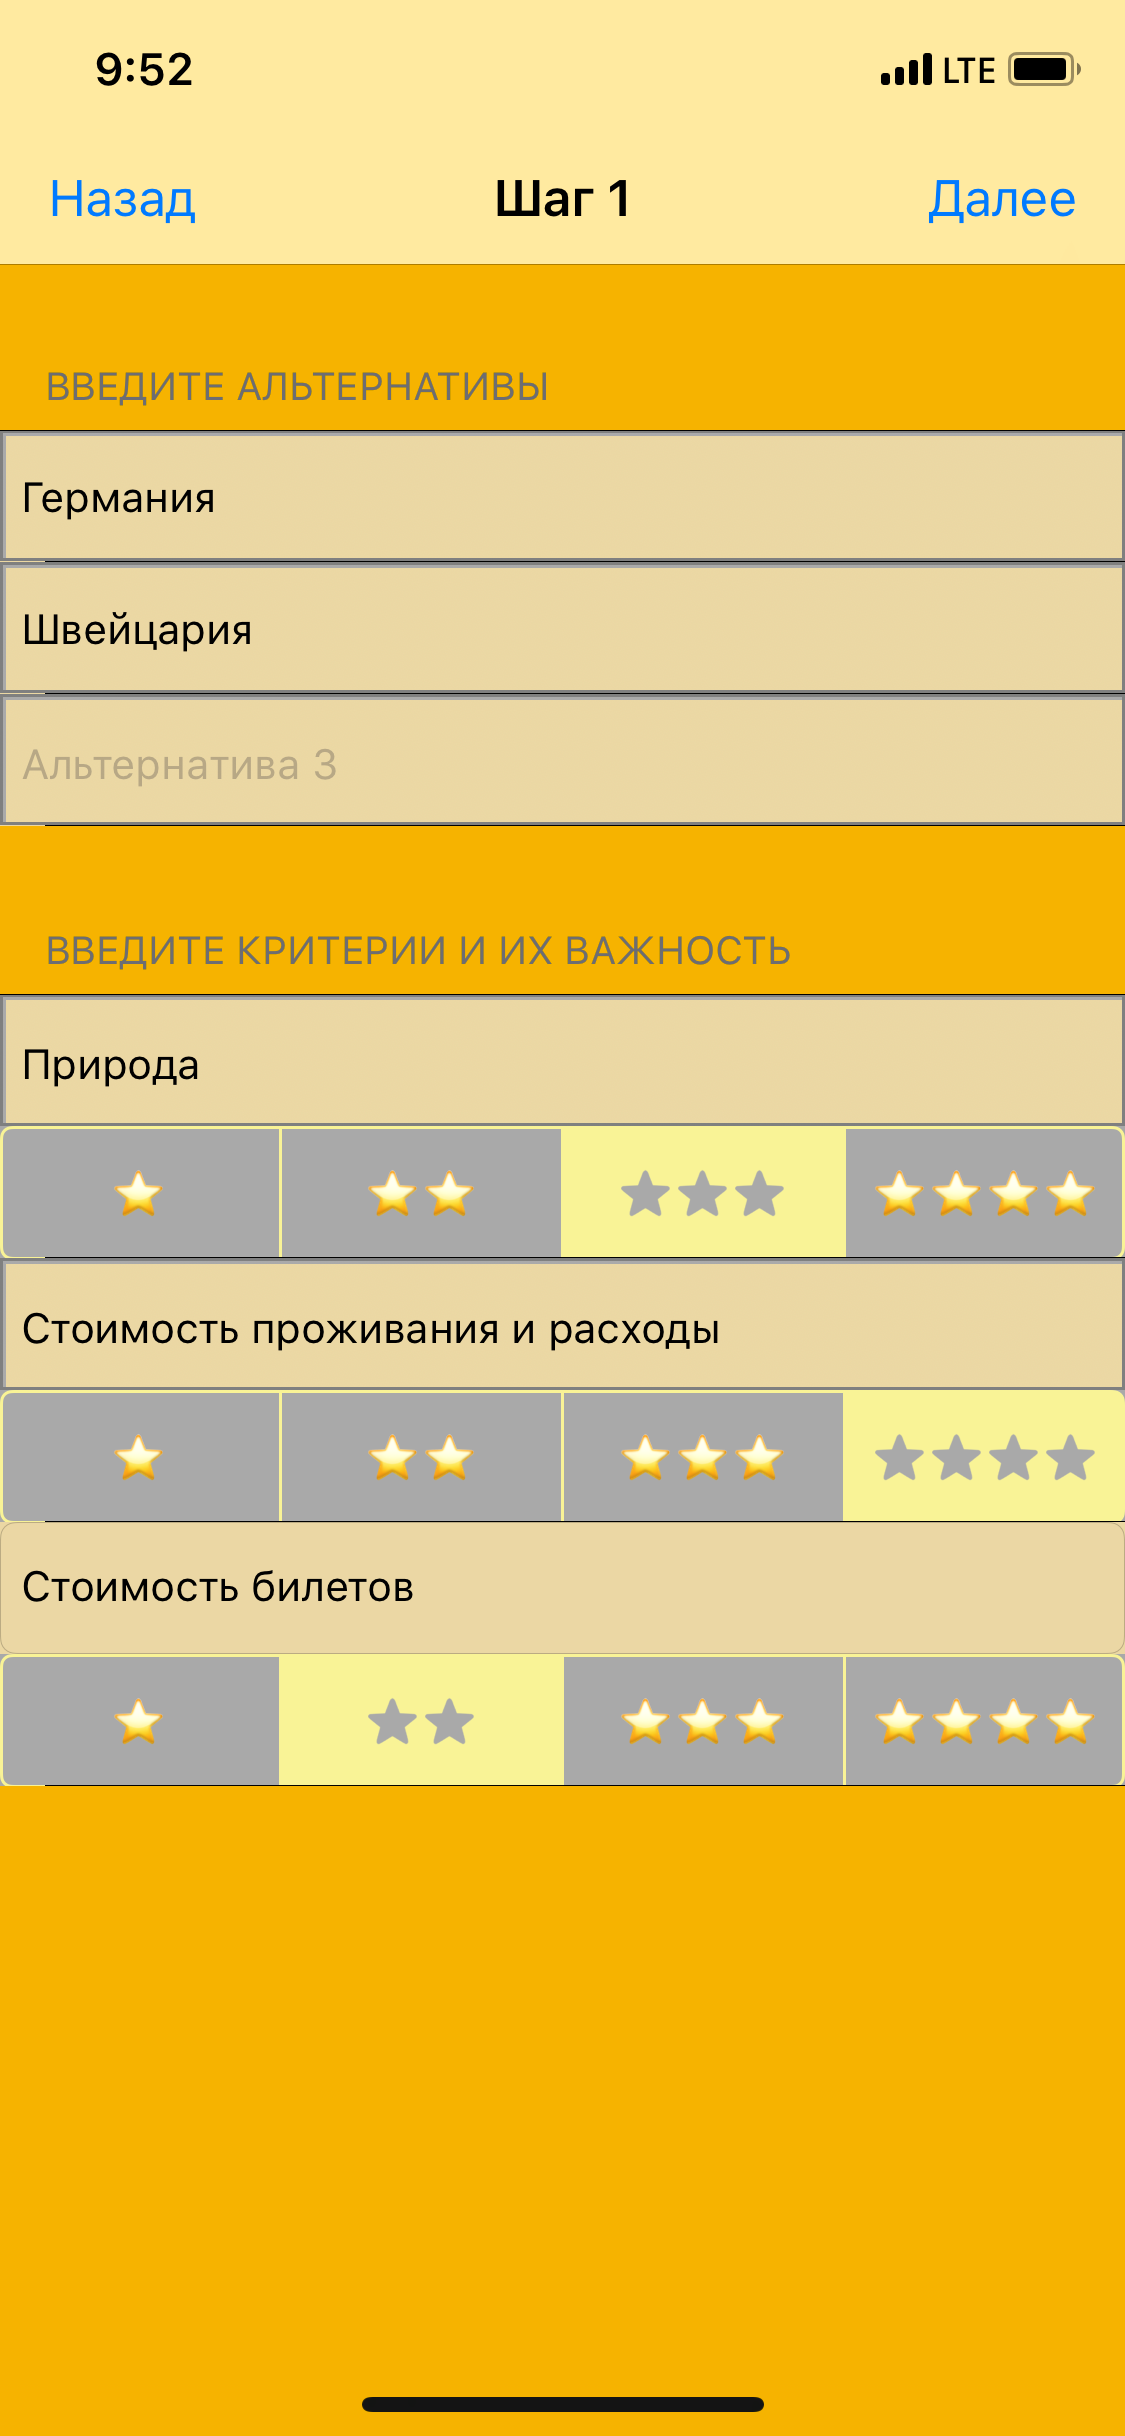 9:52 LTE
Назад Шаг 1 Далее
ВВЕДИТЕ АЛЬТЕРНАТИВЫ
Германия
Швейцария
Альтернатива 3
ВВЕДИТЕ КРИТЕРИИ И ИХ ВАЖНОСТЬ
Природа
Стоимость проживания и расходы
Стоимость билетов